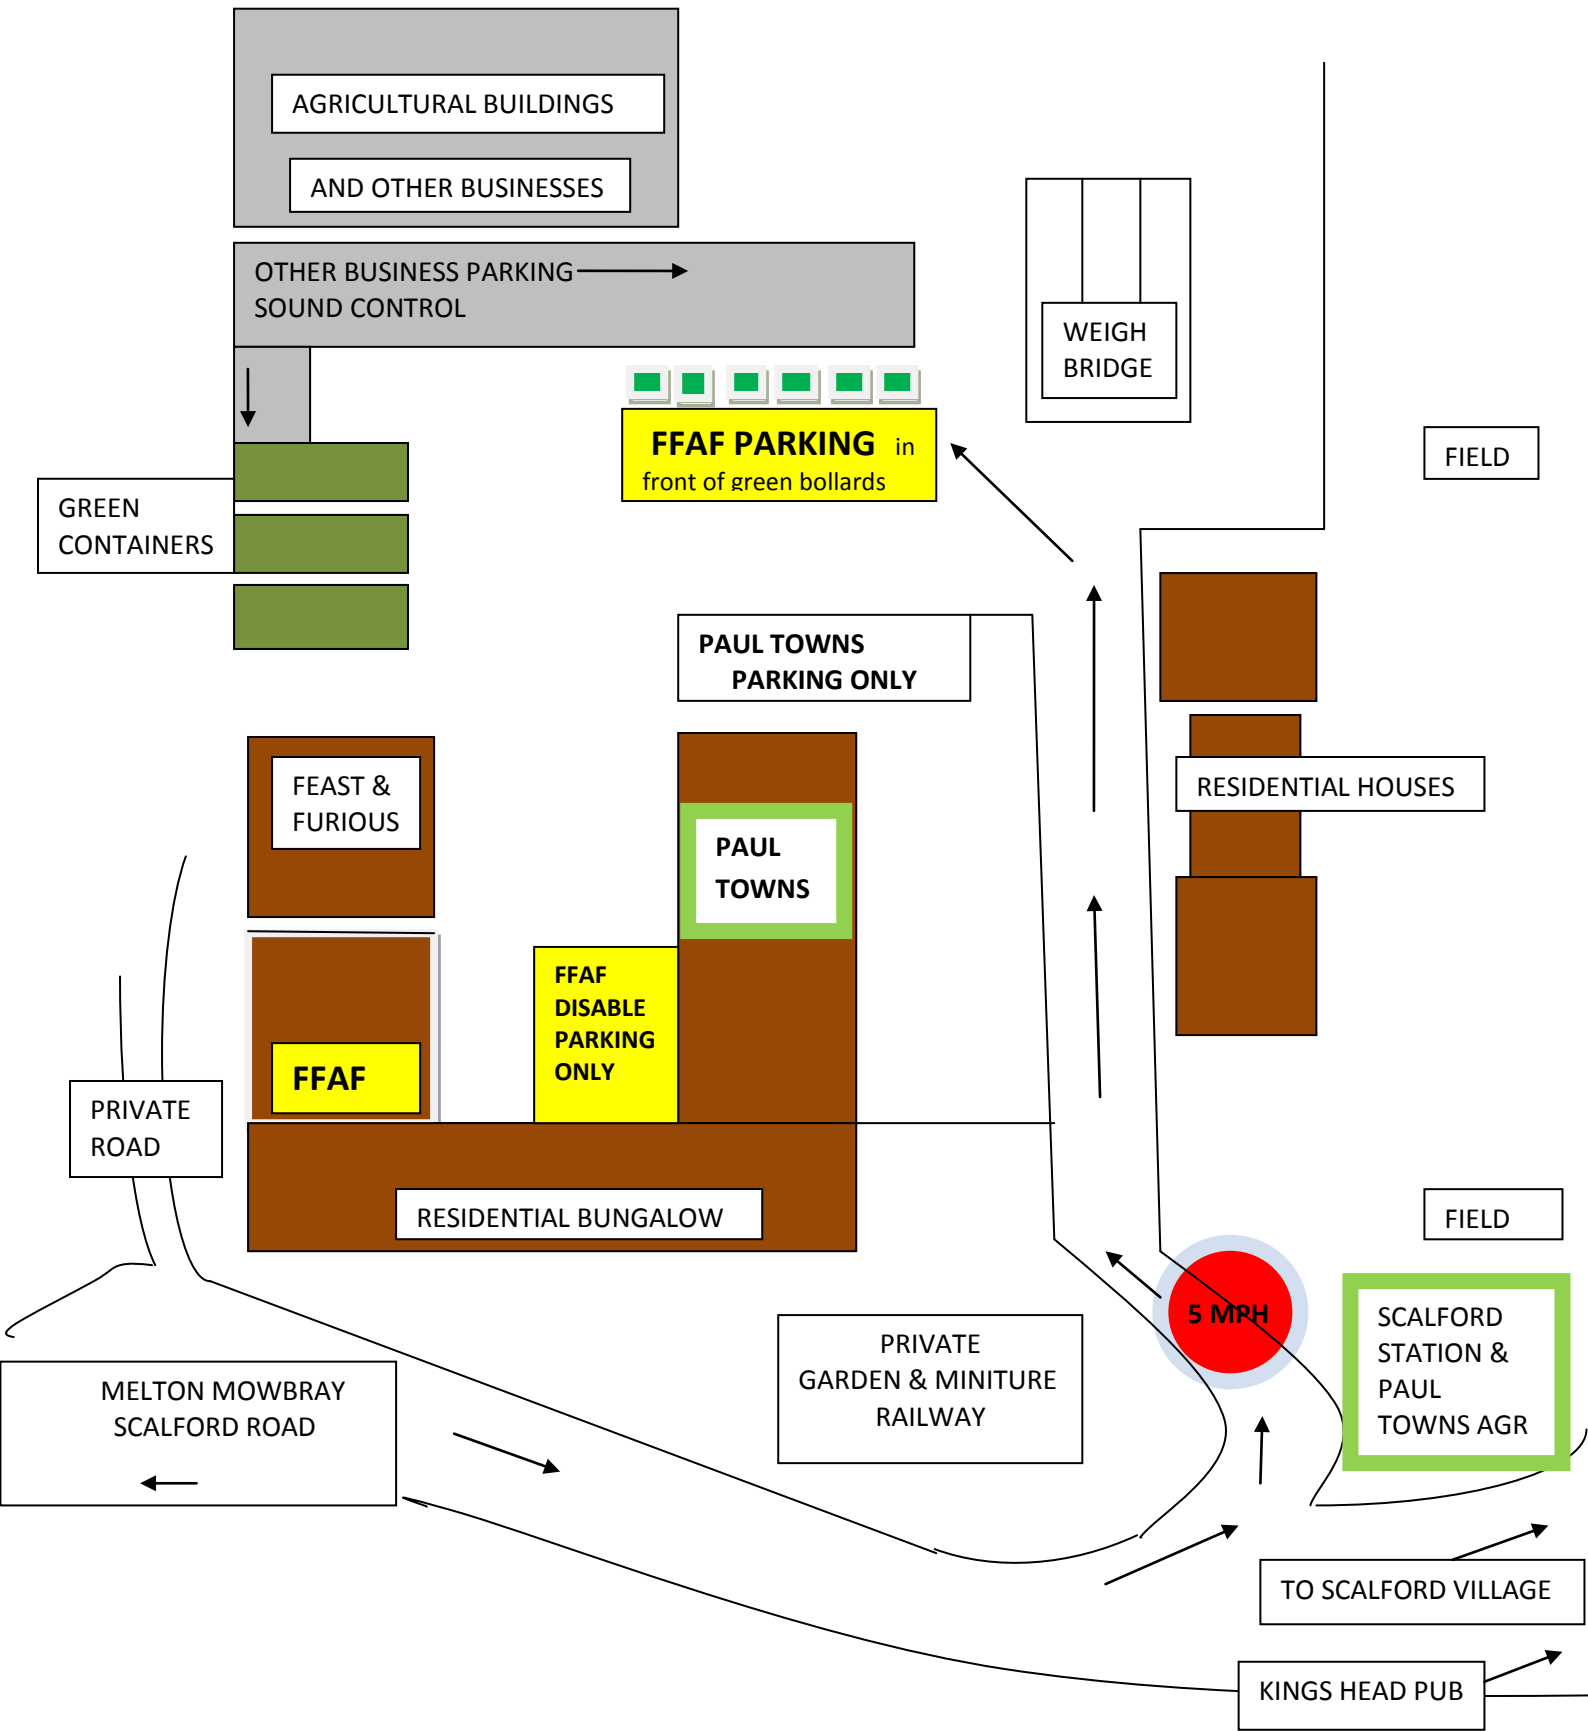 AGRICULTURAL BUILDINGS
AND OTHER BUSINESSES
OTHER BUSINESS PARKING
SOUND CONTROL
WEIGH
BRIDGE
FFAF PARKING in
front of green bollards
FIELD
GREEN
CONTAINERS
PAUL TOWNS
PARKING ONLY
FEAST &
FURIOUS
RESIDENTIAL HOUSES
PAUL
TOWNS
FFAF
DISABLE
PARKING
ONLY
FFAF
PRIVATE
ROAD
RESIDENTIAL BUNGALOW
FIELD
5 MPH
SCALFORD
STATION &
PAUL
TOWNS AGR
PRIVATE
GARDEN & MINITURE
RAILWAY
MELTON MOWBRAY
SCALFORD ROAD
TO SCALFORD VILLAGE
KINGS HEAD PUB